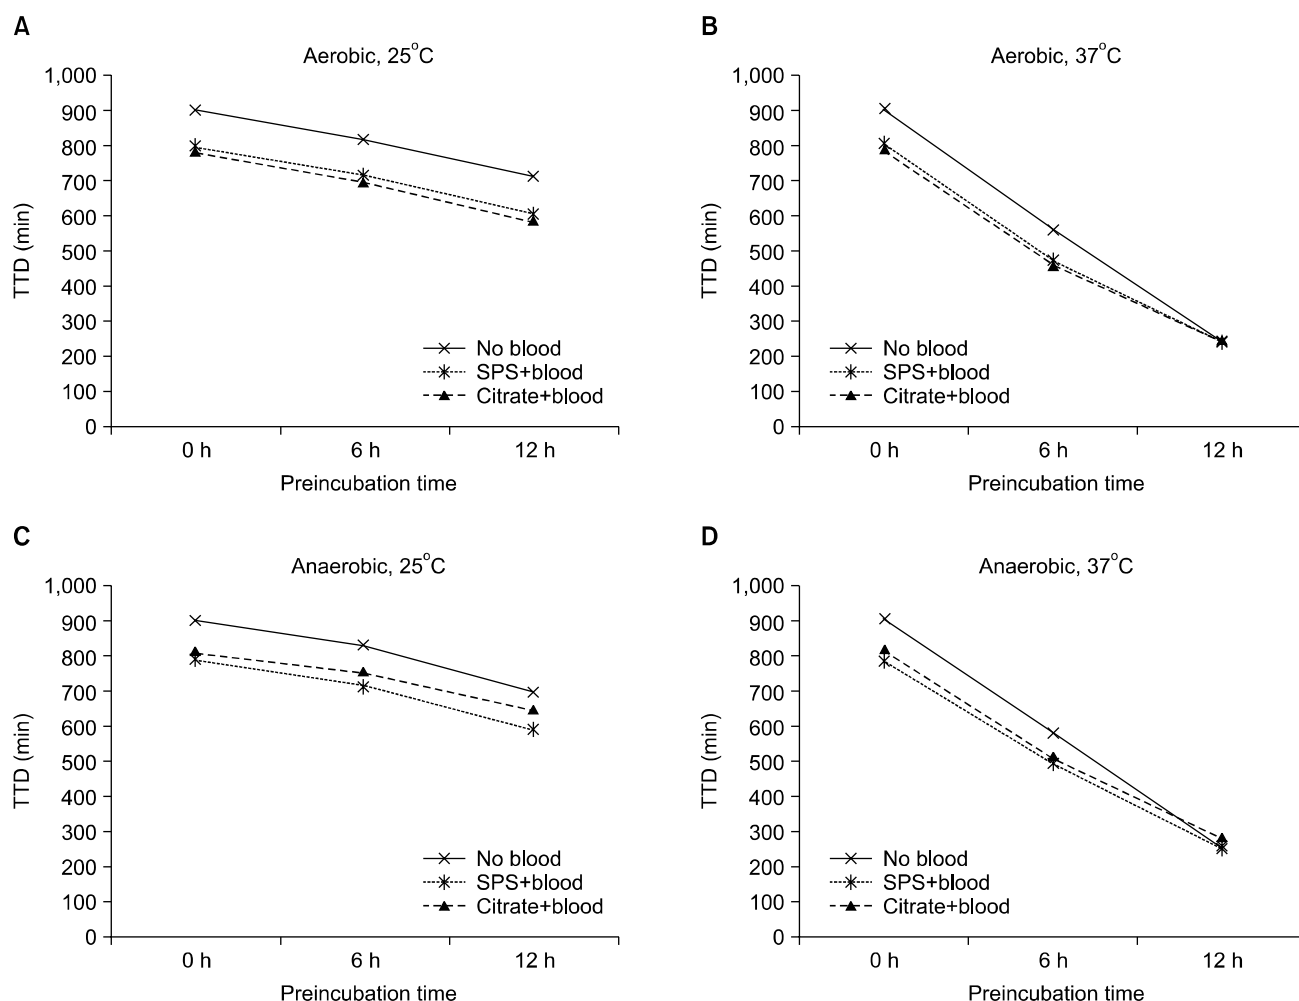 A
Aerobic, 25°C
1,000
900
800
700
600
500
400
300
200
100
0
TTD (min)
No blood
SPS+blood
Citrate+blood
0 h
6 h
12 h
Preincubation time
B
Aerobic, 37°C
1,000
900
800
700
600
500
400
300
200
100
0
TTD (min)
No blood
SPS+blood
Citrate+blood
0 h
6 h
12 h
Preincubation time
C
Anaerobic, 25°C
1,000
900
800
700
600
500
400
300
200
100
0
TTD (min)
No blood
SPS+blood
Citrate+blood
0 h
6 h
12 h
Preincubation time
D
Anaerobic, 37°C
1,000
900
800
700
600
500
400
300
200
100
0
TTD (min)
No blood
SPS+blood
Citrate+blood
0 h
6 h
12 h
Preincubation time